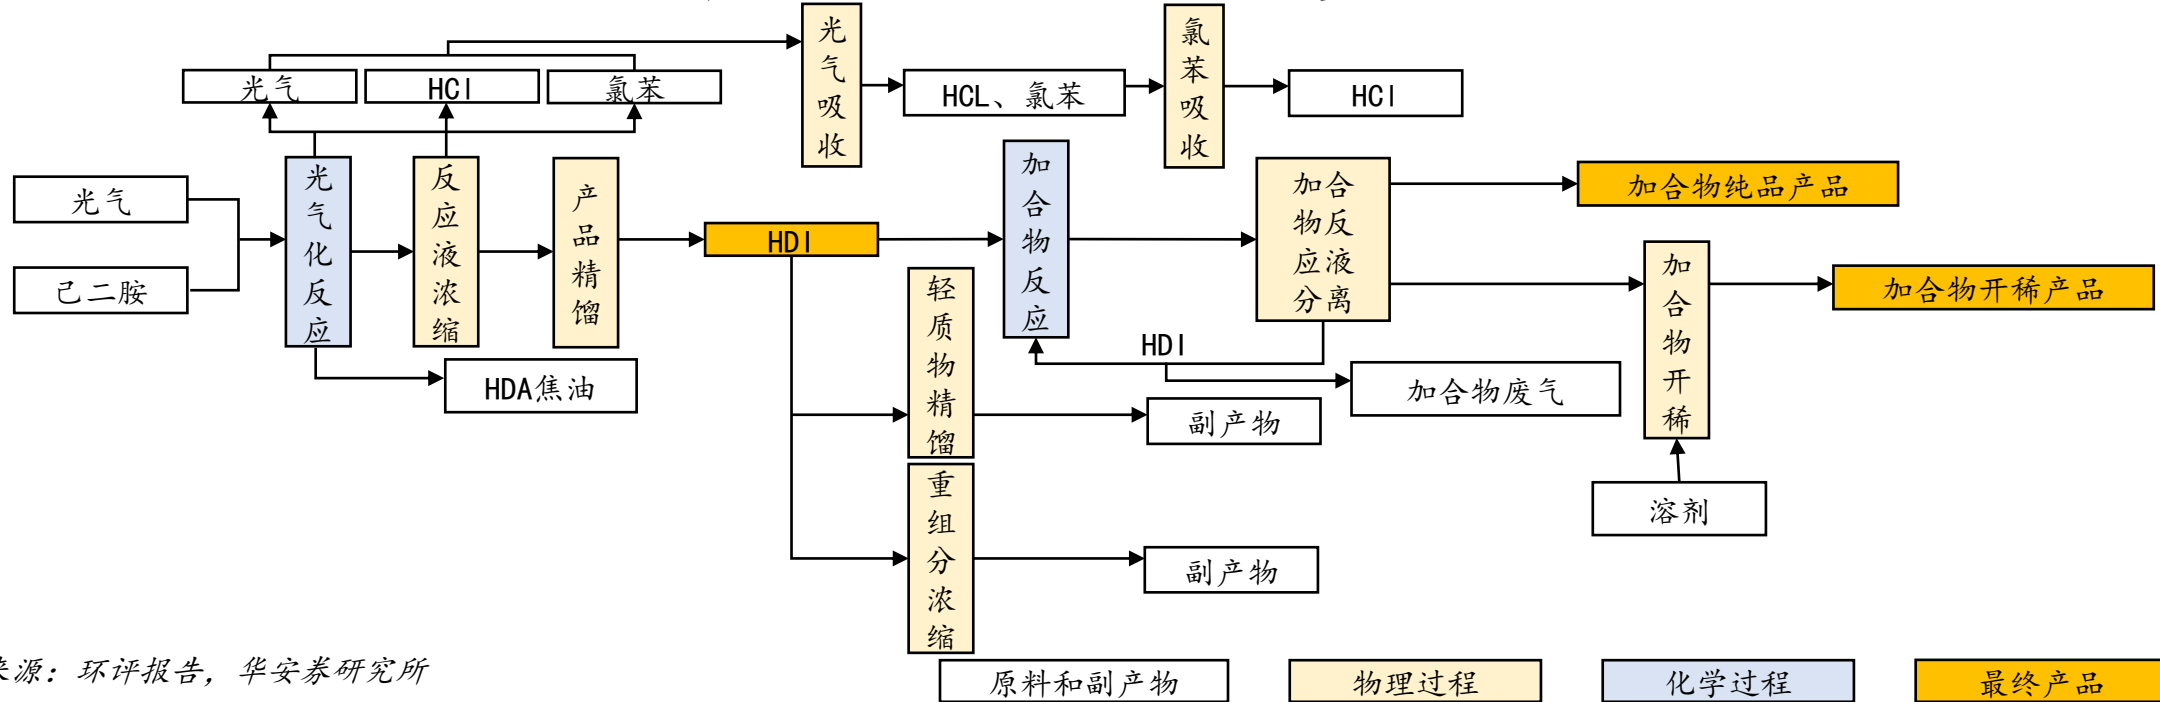 光气吸收
氯苯吸收
光气
HCl
氯苯
HCL、氯苯
HCl
光气
己二胺
光气化反应
反应液浓缩
产品精馏
HDI
加合物反应
加合物反应液分离
加合物纯品产品
加合物开稀
加合物开稀产品
HDI
HDA焦油
轻质物精馏
副产物
加合物废气
溶剂
重组分浓缩
副产物
来源：环评报告，华安券研究所
原料和副产物
物理过程
化学过程
最终产品